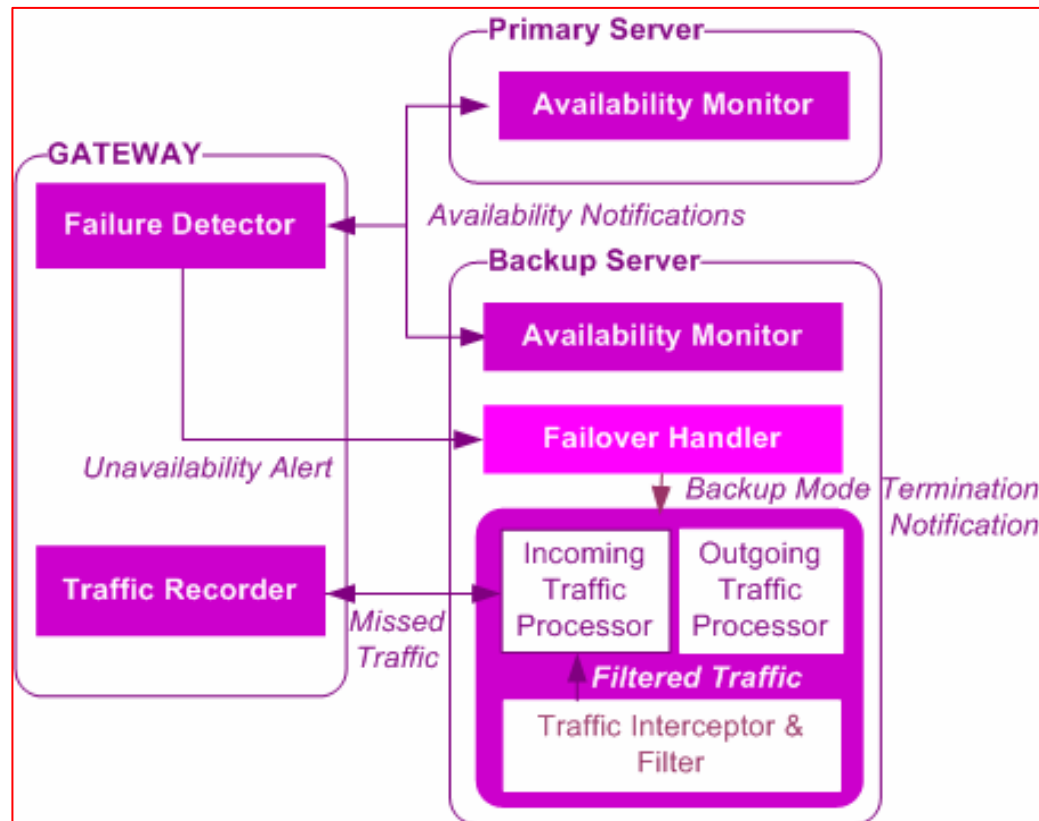 Primary Server
Availability Monitor
GATEWAY
Failure Detector
Availability Notifications
Backup Server
Availability Monitor
Failover Handler
Unavailability Alert
Backup Mode Termination
Notification
Incoming
Traffic
Processor
Outgoing
Traffic
Processor
Traffic Recorder
Missed
Traffic
Filtered Traffic
Traffic Interceptor &
Filter